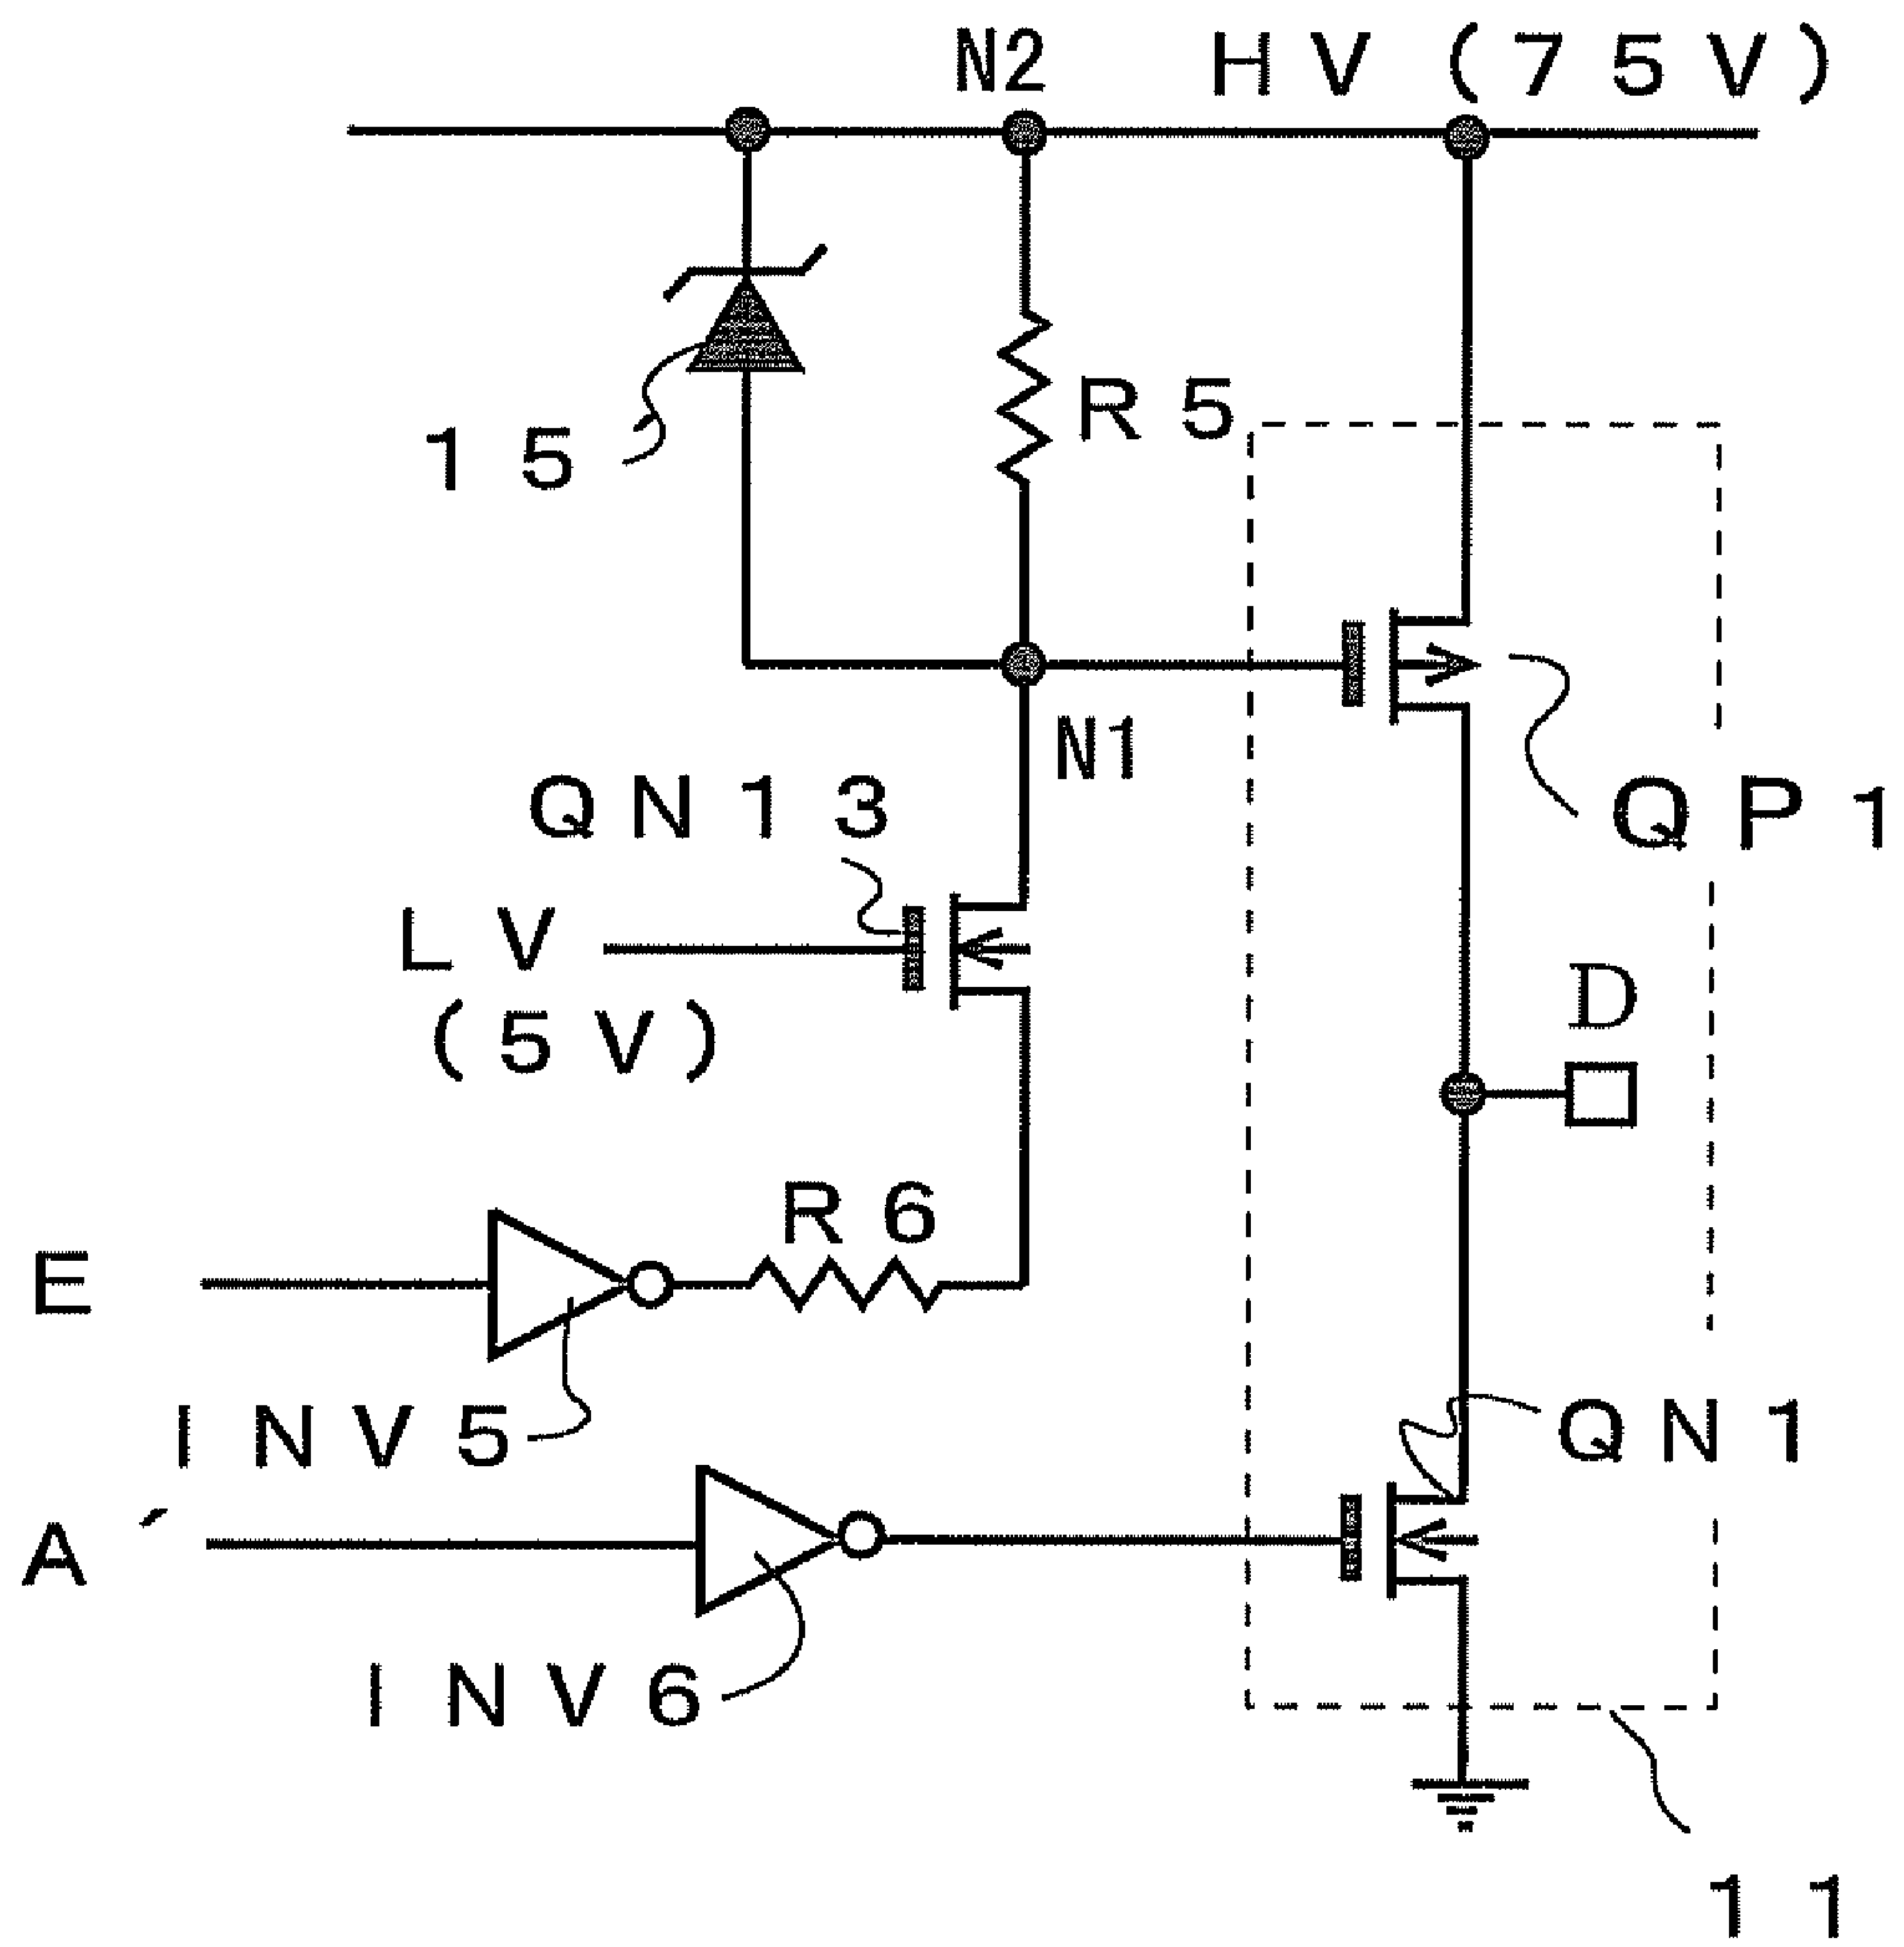 N2 HV(75V)
R5
15
N1
QN13
QP1
LV
(5V)
D
R6
E
INV5
QN1
A´
INV6
11